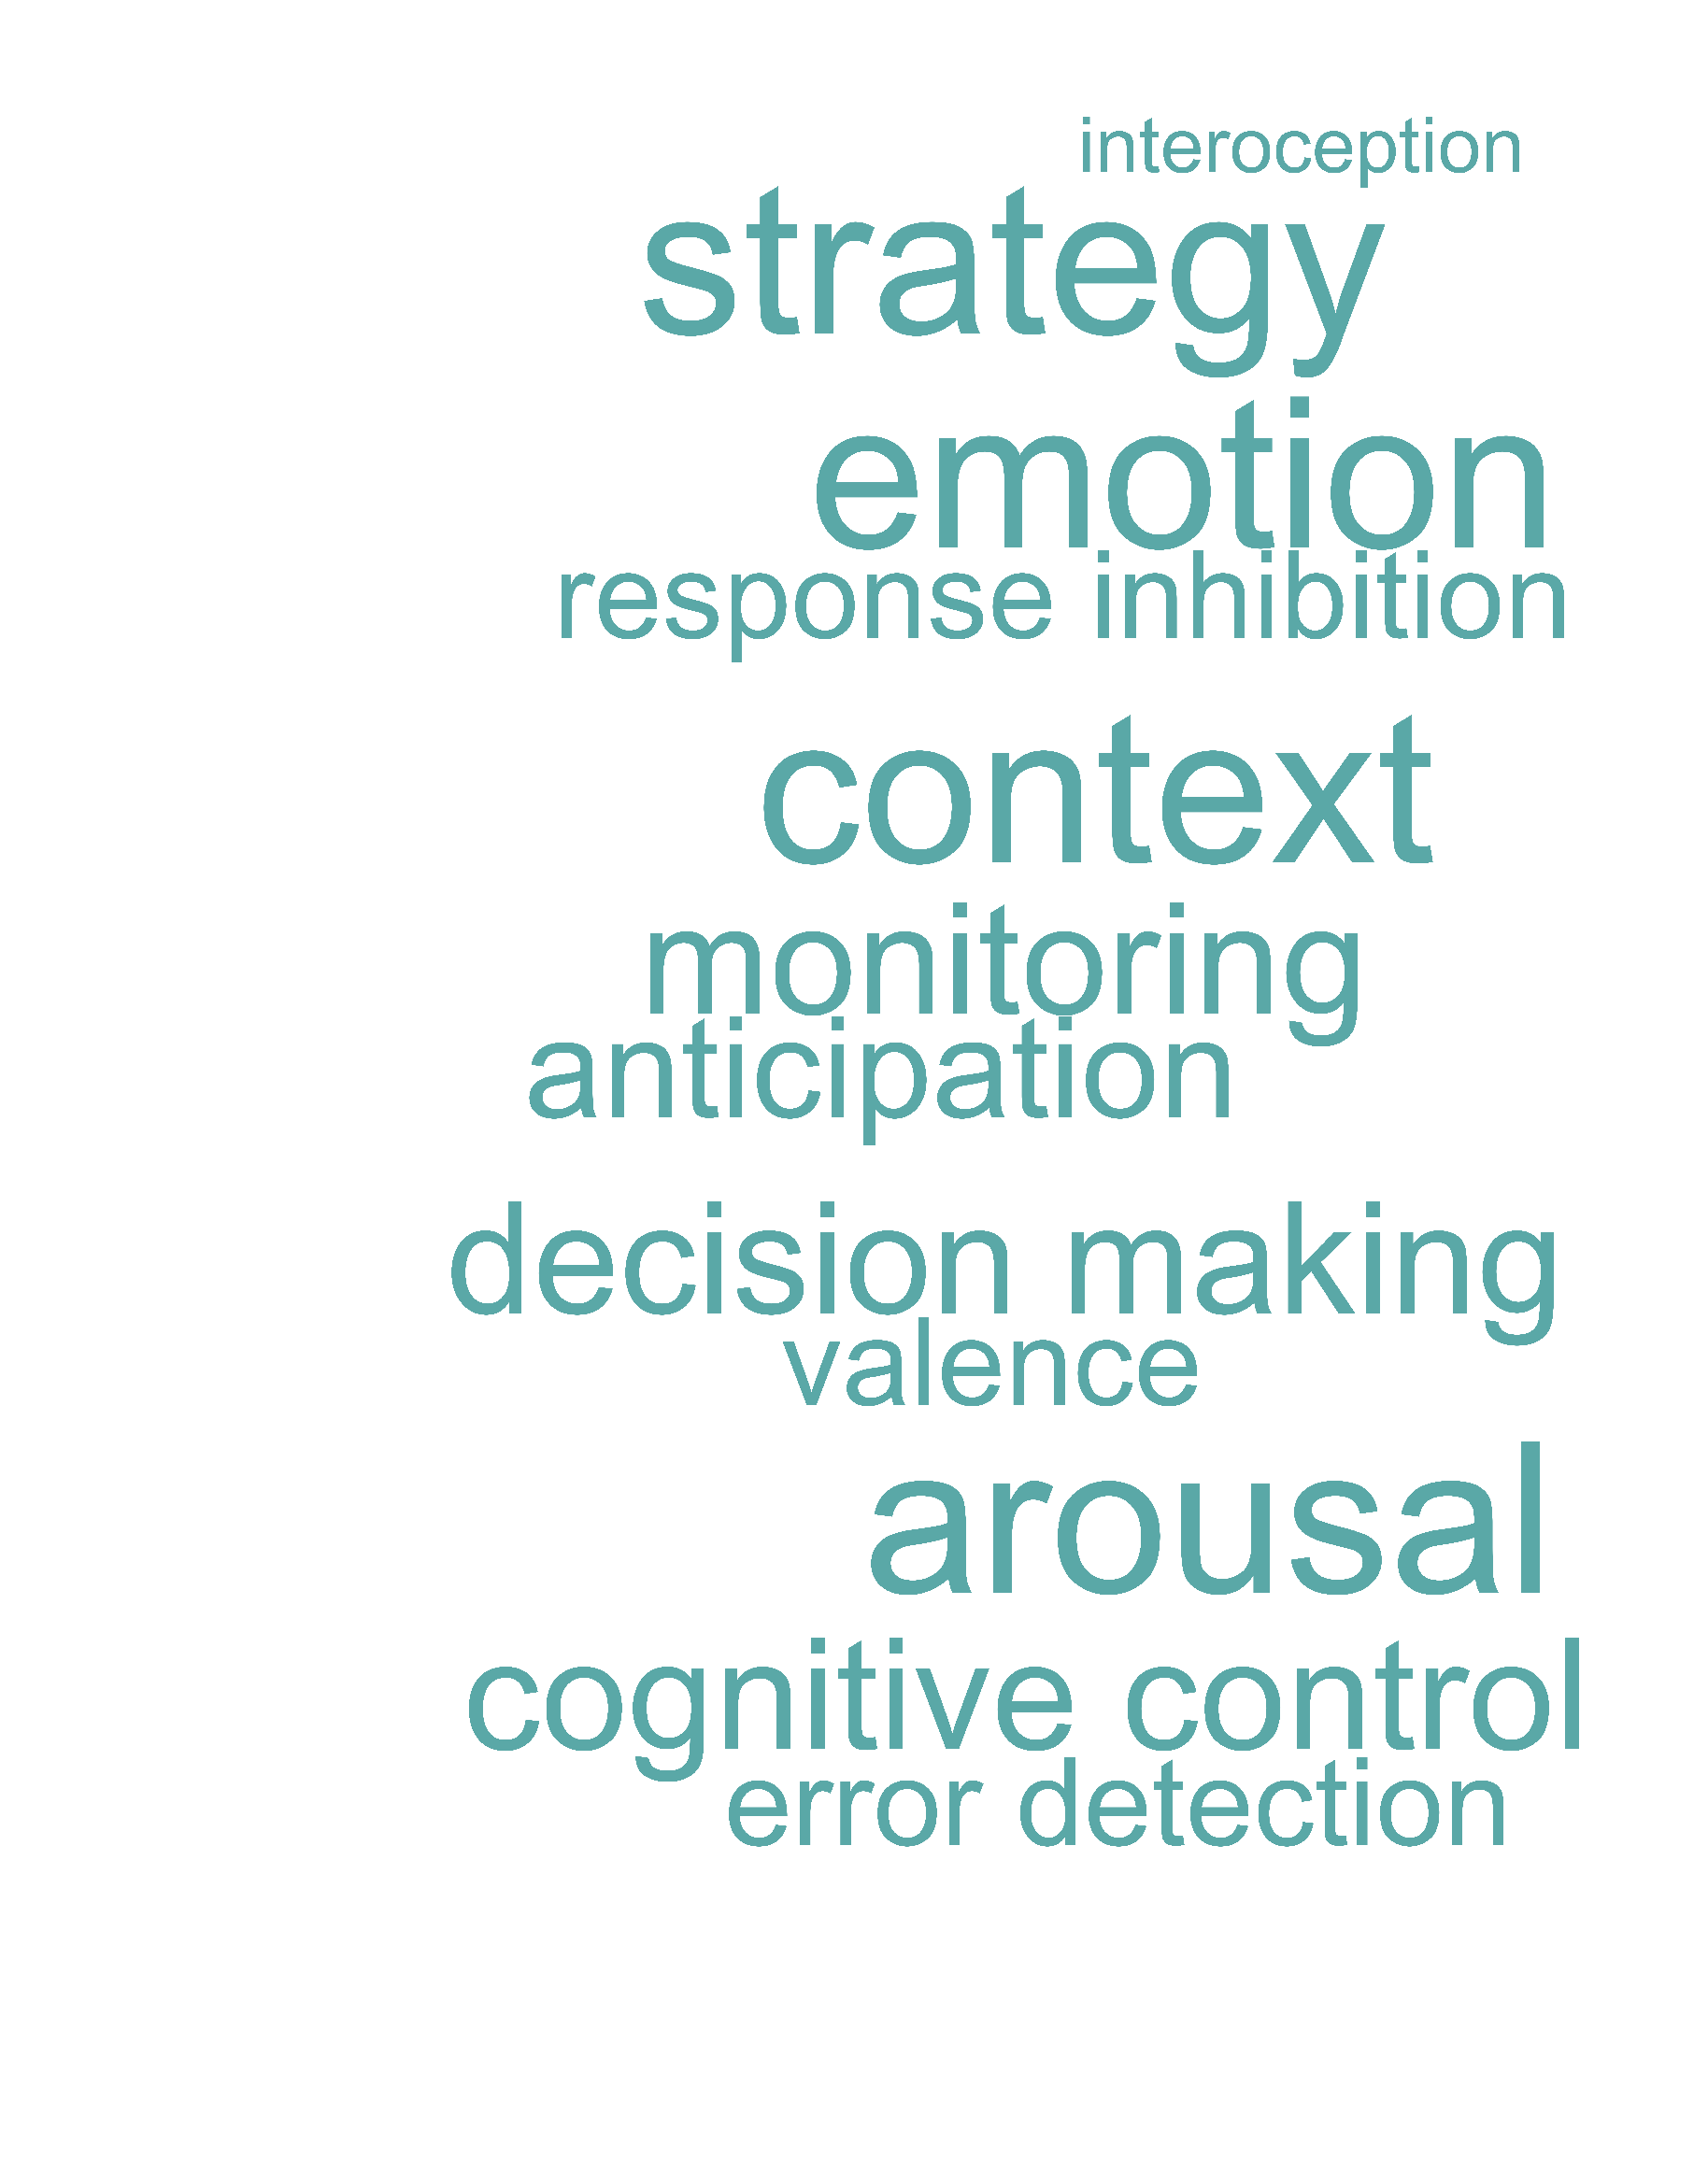 interoception
strategy
emotion
response inhibition
context
monitoring
anticipation
decision making
valence
arousal
cognitive control
error detection